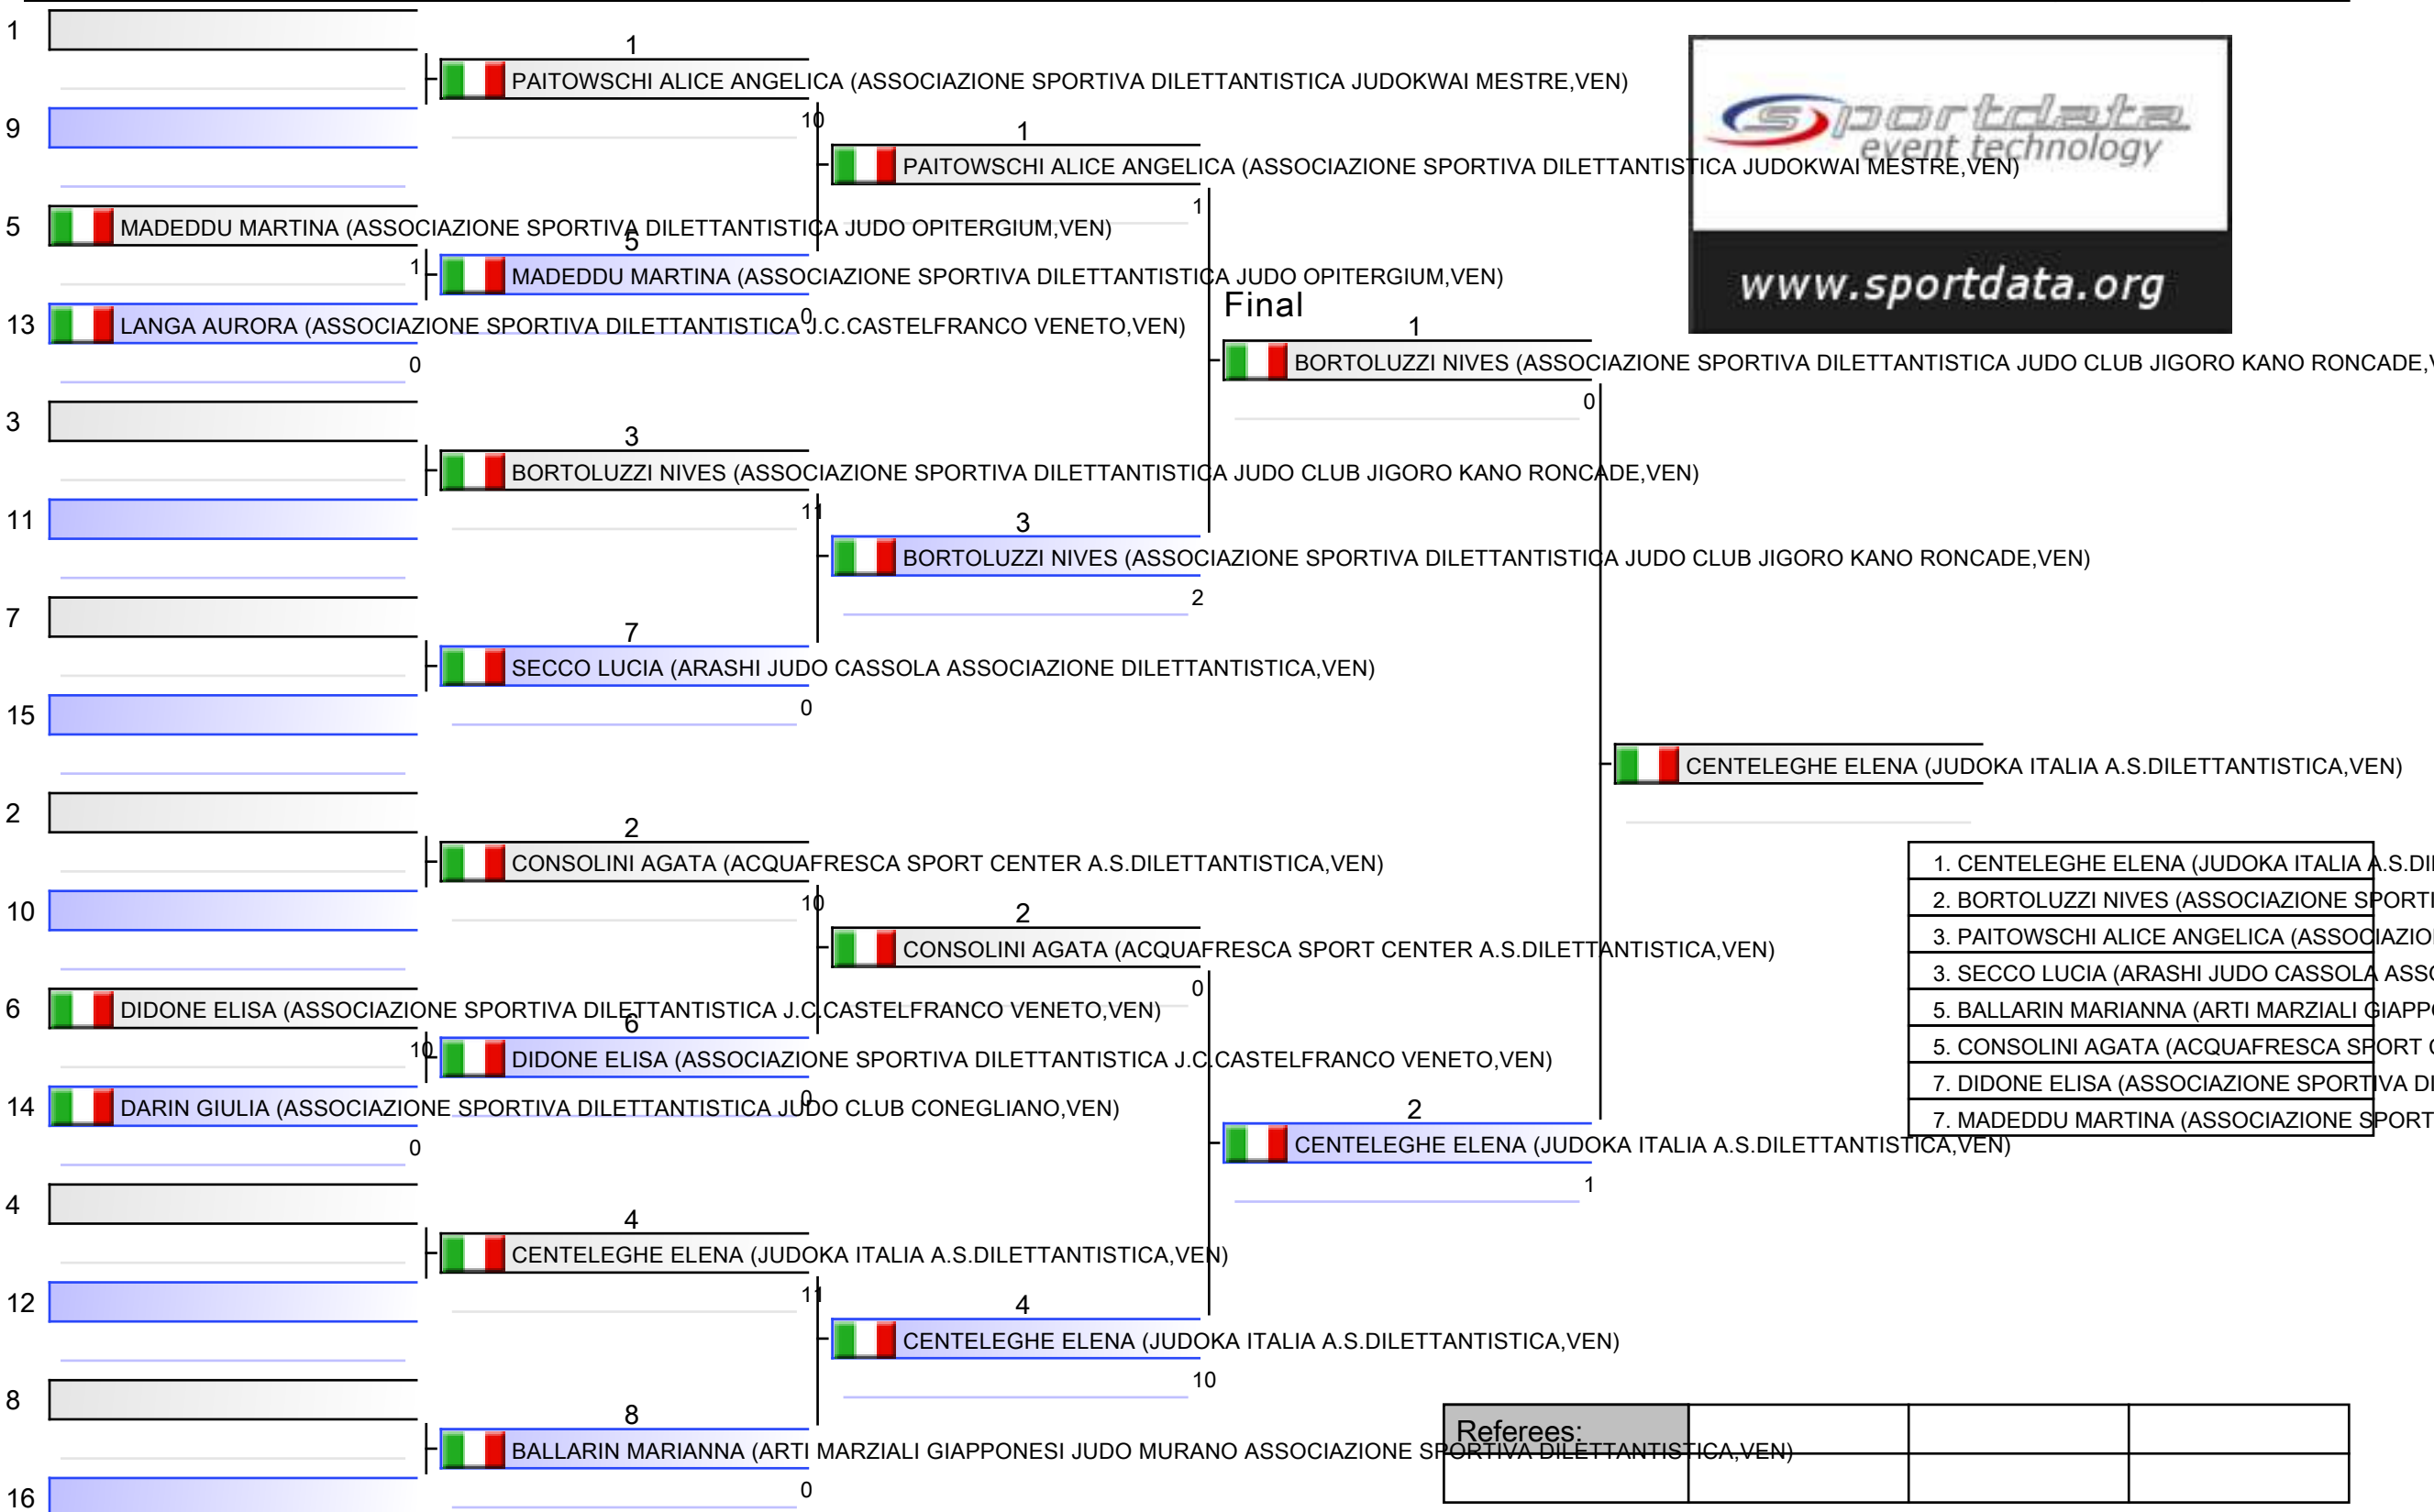 1
1
PAITOWSCHI ALICE ANGELICA (ASSOCIAZIONE SPORTIVA DILETTANTISTICA JUDOKWAI MESTRE,VEN)
sportdata
event technology
9
10
1
PAITOWSCHI ALICE ANGELICA (ASSOCIAZIONE SPORTIVA DILETTANTISTICA JUDOKWAI MESTRE,VEN)
1
5
MADEDDU MARTINA (ASSOCIAZIONE SPORTIVA DILETTANTISTICA JUDO OPITERGIUM,VEN)
5
1
MADEDDU MARTINA (ASSOCIAZIONE SPORTIVA DILETTANTISTICA JUDO OPITERGIUM,VEN)
www.sportdata.org
Final
0
13
LANGA AURORA (ASSOCIAZIONE SPORTIVA DILETTANTISTICA J.C.CASTELFRANCO VENETO,VEN)
0
1
BORTOLUZZI NIVES (ASSOCIAZIONE SPORTIVA DILETTANTISTICA JUDO CLUB JIGORO KANO RONCADE,V
0
3
3
BORTOLUZZI NIVES (ASSOCIAZIONE SPORTIVA DILETTANTISTICA JUDO CLUB JIGORO KANO RONCADE,VEN)
11
11
3
BORTOLUZZI NIVES (ASSOCIAZIONE SPORTIVA DILETTANTISTICA JUDO CLUB JIGORO KANO RONCADE,VEN)
2
7
7
SECCO LUCIA (ARASHI JUDO CASSOLA ASSOCIAZIONE DILETTANTISTICA,VEN)
0
15
CENTELEGHE ELENA (JUDOKA ITALIA A.S.DILETTANTISTICA,VEN)
2
2
CONSOLINI AGATA (ACQUAFRESCA SPORT CENTER A.S.DILETTANTISTICA,VEN)
10
10
2
CONSOLINI AGATA (ACQUAFRESCA SPORT CENTER A.S.DILETTANTISTICA,VEN)
0
1. CENTELEGHE ELENA (JUDOKA ITALIA A.S.DI
2. BORTOLUZZI NIVES (ASSOCIAZIONE SPORTI
3. PAITOWSCHI ALICE ANGELICA (ASSOCIAZIO
3. SECCO LUCIA (ARASHI JUDO CASSOLA ASSO
5. BALLARIN MARIANNA (ARTI MARZIALI GIAPPO
5. CONSOLINI AGATA (ACQUAFRESCA SPORT C
7. DIDONE ELISA (ASSOCIAZIONE SPORTIVA DI
7. MADEDDU MARTINA (ASSOCIAZIONE SPORT
6
DIDONE ELISA (ASSOCIAZIONE SPORTIVA DILETTANTISTICA J.C.CASTELFRANCO VENETO,VEN)
6
10
DIDONE ELISA (ASSOCIAZIONE SPORTIVA DILETTANTISTICA J.C.CASTELFRANCO VENETO,VEN)
0
14
DARIN GIULIA (ASSOCIAZIONE SPORTIVA DILETTANTISTICA JUDO CLUB CONEGLIANO,VEN)
0
2
CENTELEGHE ELENA (JUDOKA ITALIA A.S.DILETTANTISTICA,VEN)
1
4
4
CENTELEGHE ELENA (JUDOKA ITALIA A.S.DILETTANTISTICA,VEN)
11
12
4
CENTELEGHE ELENA (JUDOKA ITALIA A.S.DILETTANTISTICA,VEN)
10
8
8
BALLARIN MARIANNA (ARTI MARZIALI GIAPPONESI JUDO MURANO ASSOCIAZIONE SPORTIVA DILETTANTISTICA,VEN)
0
Referees:
16